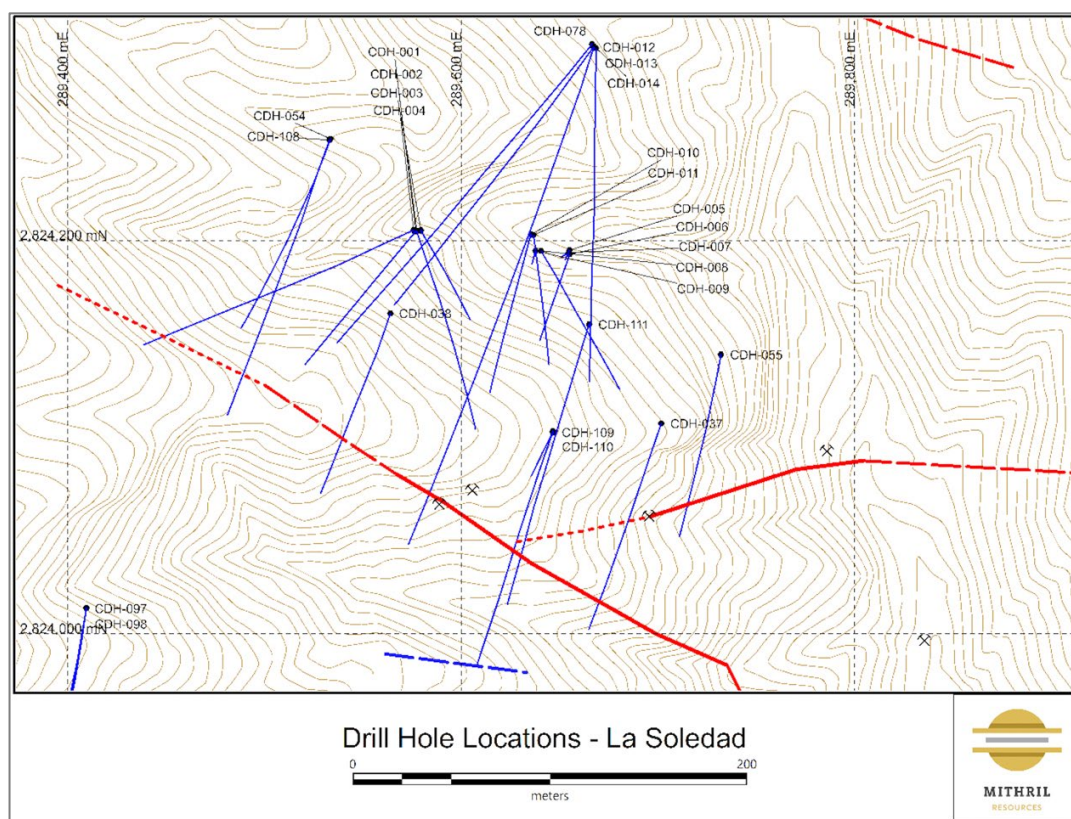 CDH-078
CDH-001
CDH-012
CDH-013
CDH-002
CDH-014
CDH-003
CDH-004
289,400 mE
289,600 mE
289,800 mE
CDH-054
CDH-108
CDH-010
CDH-011
CDH-005
CDH-006
2,824,200 mN
CDH-007
CDH-008
CDH-009
CDH-038
CDH-111
CDH-055
CDH-037
CDH-109
CDH-110
CDH-097
CDH-098
2,824,000 mN
Drill Hole Locations - La Soledad
0
200
meters
MITHRIL
RESOURCES